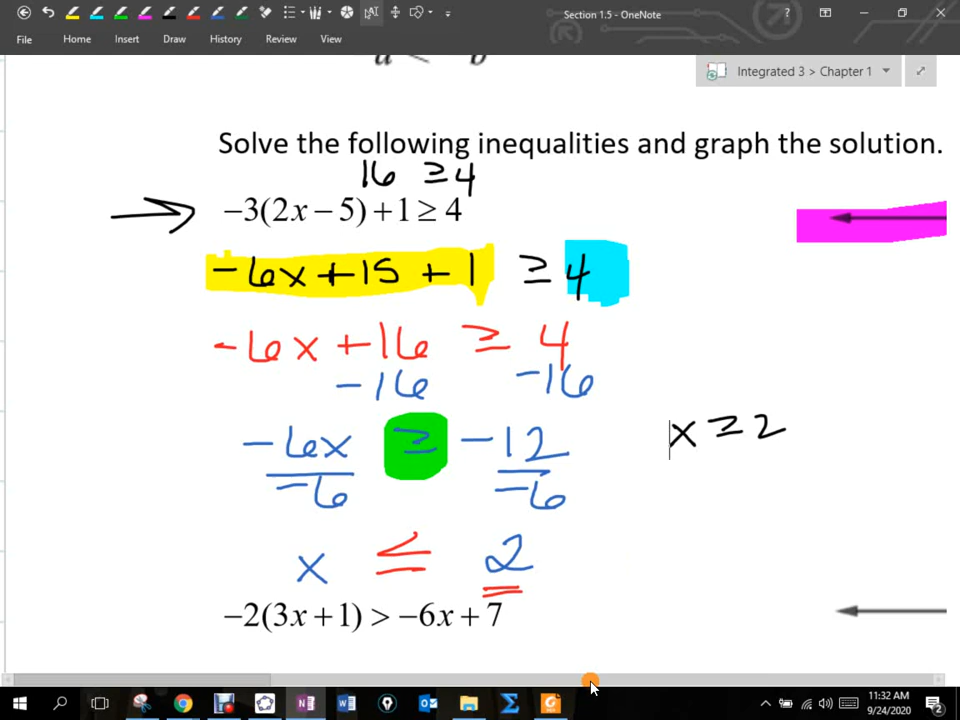 Section 1.5 - OneNote
File Home Insert Draw History Review View
Integrated 3 > Chapter 1
Solve the following inequalities and graph the solution.
16 ≥ 4
−3(2x − 5) + 1 ≥ 4
-6x + 15 + 1 ≥ 4
-6x + 16 ≥ 4
-16 -16
-6x ≥ -12
-6 -6
x ≥ 2
x ≤ 2
−2(3x + 1) > −6x + 7
11:32 AM
9/24/2020